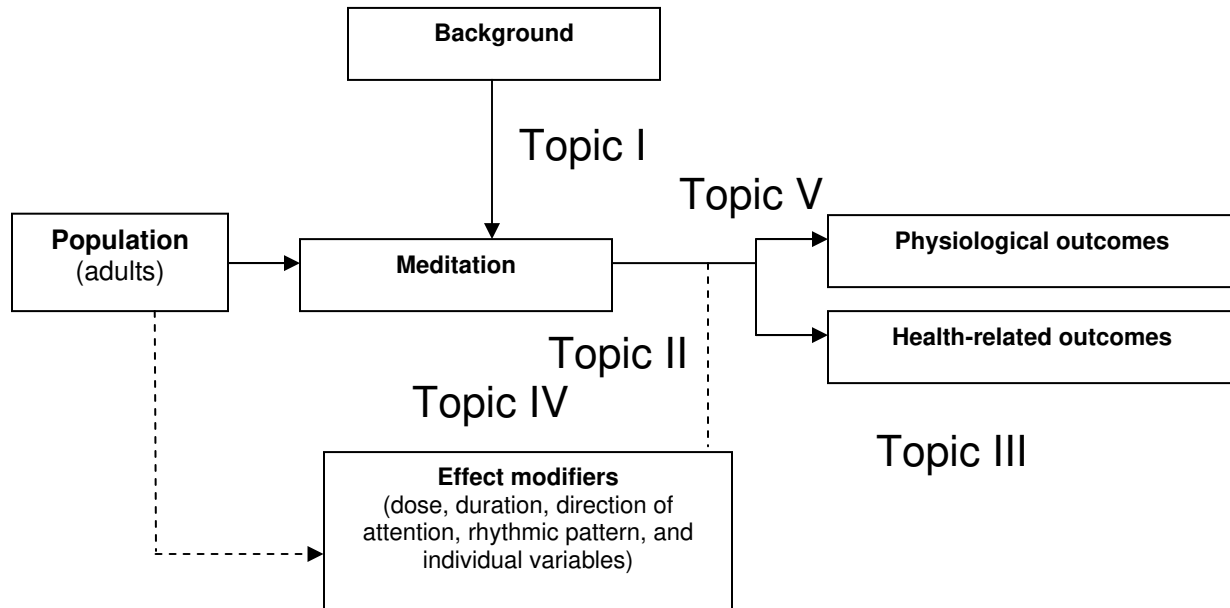 Background
Topic I
Topic V
Population
(adults)
Meditation
Physiological outcomes
Health-related outcomes
Topic II
Topic IV
Topic III
Effect modifiers
(dose, duration, direction of
attention, rhythmic pattern, and
individual variables)